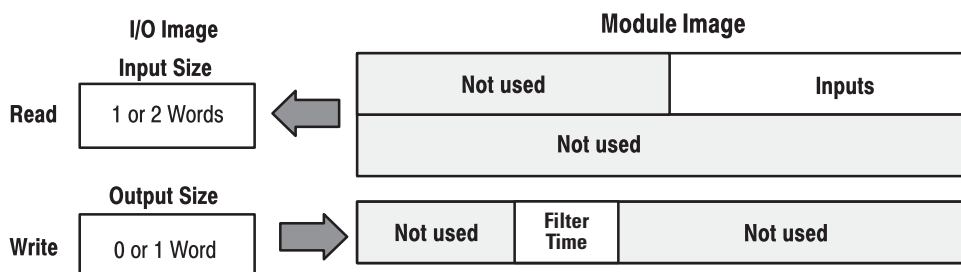 I/O Image
Module Image
Input Size
Read
1 or 2 Words
Not used
Inputs
Not used
Output Size
Write
0 or 1 Word
Not used
Filter
Time
Not used